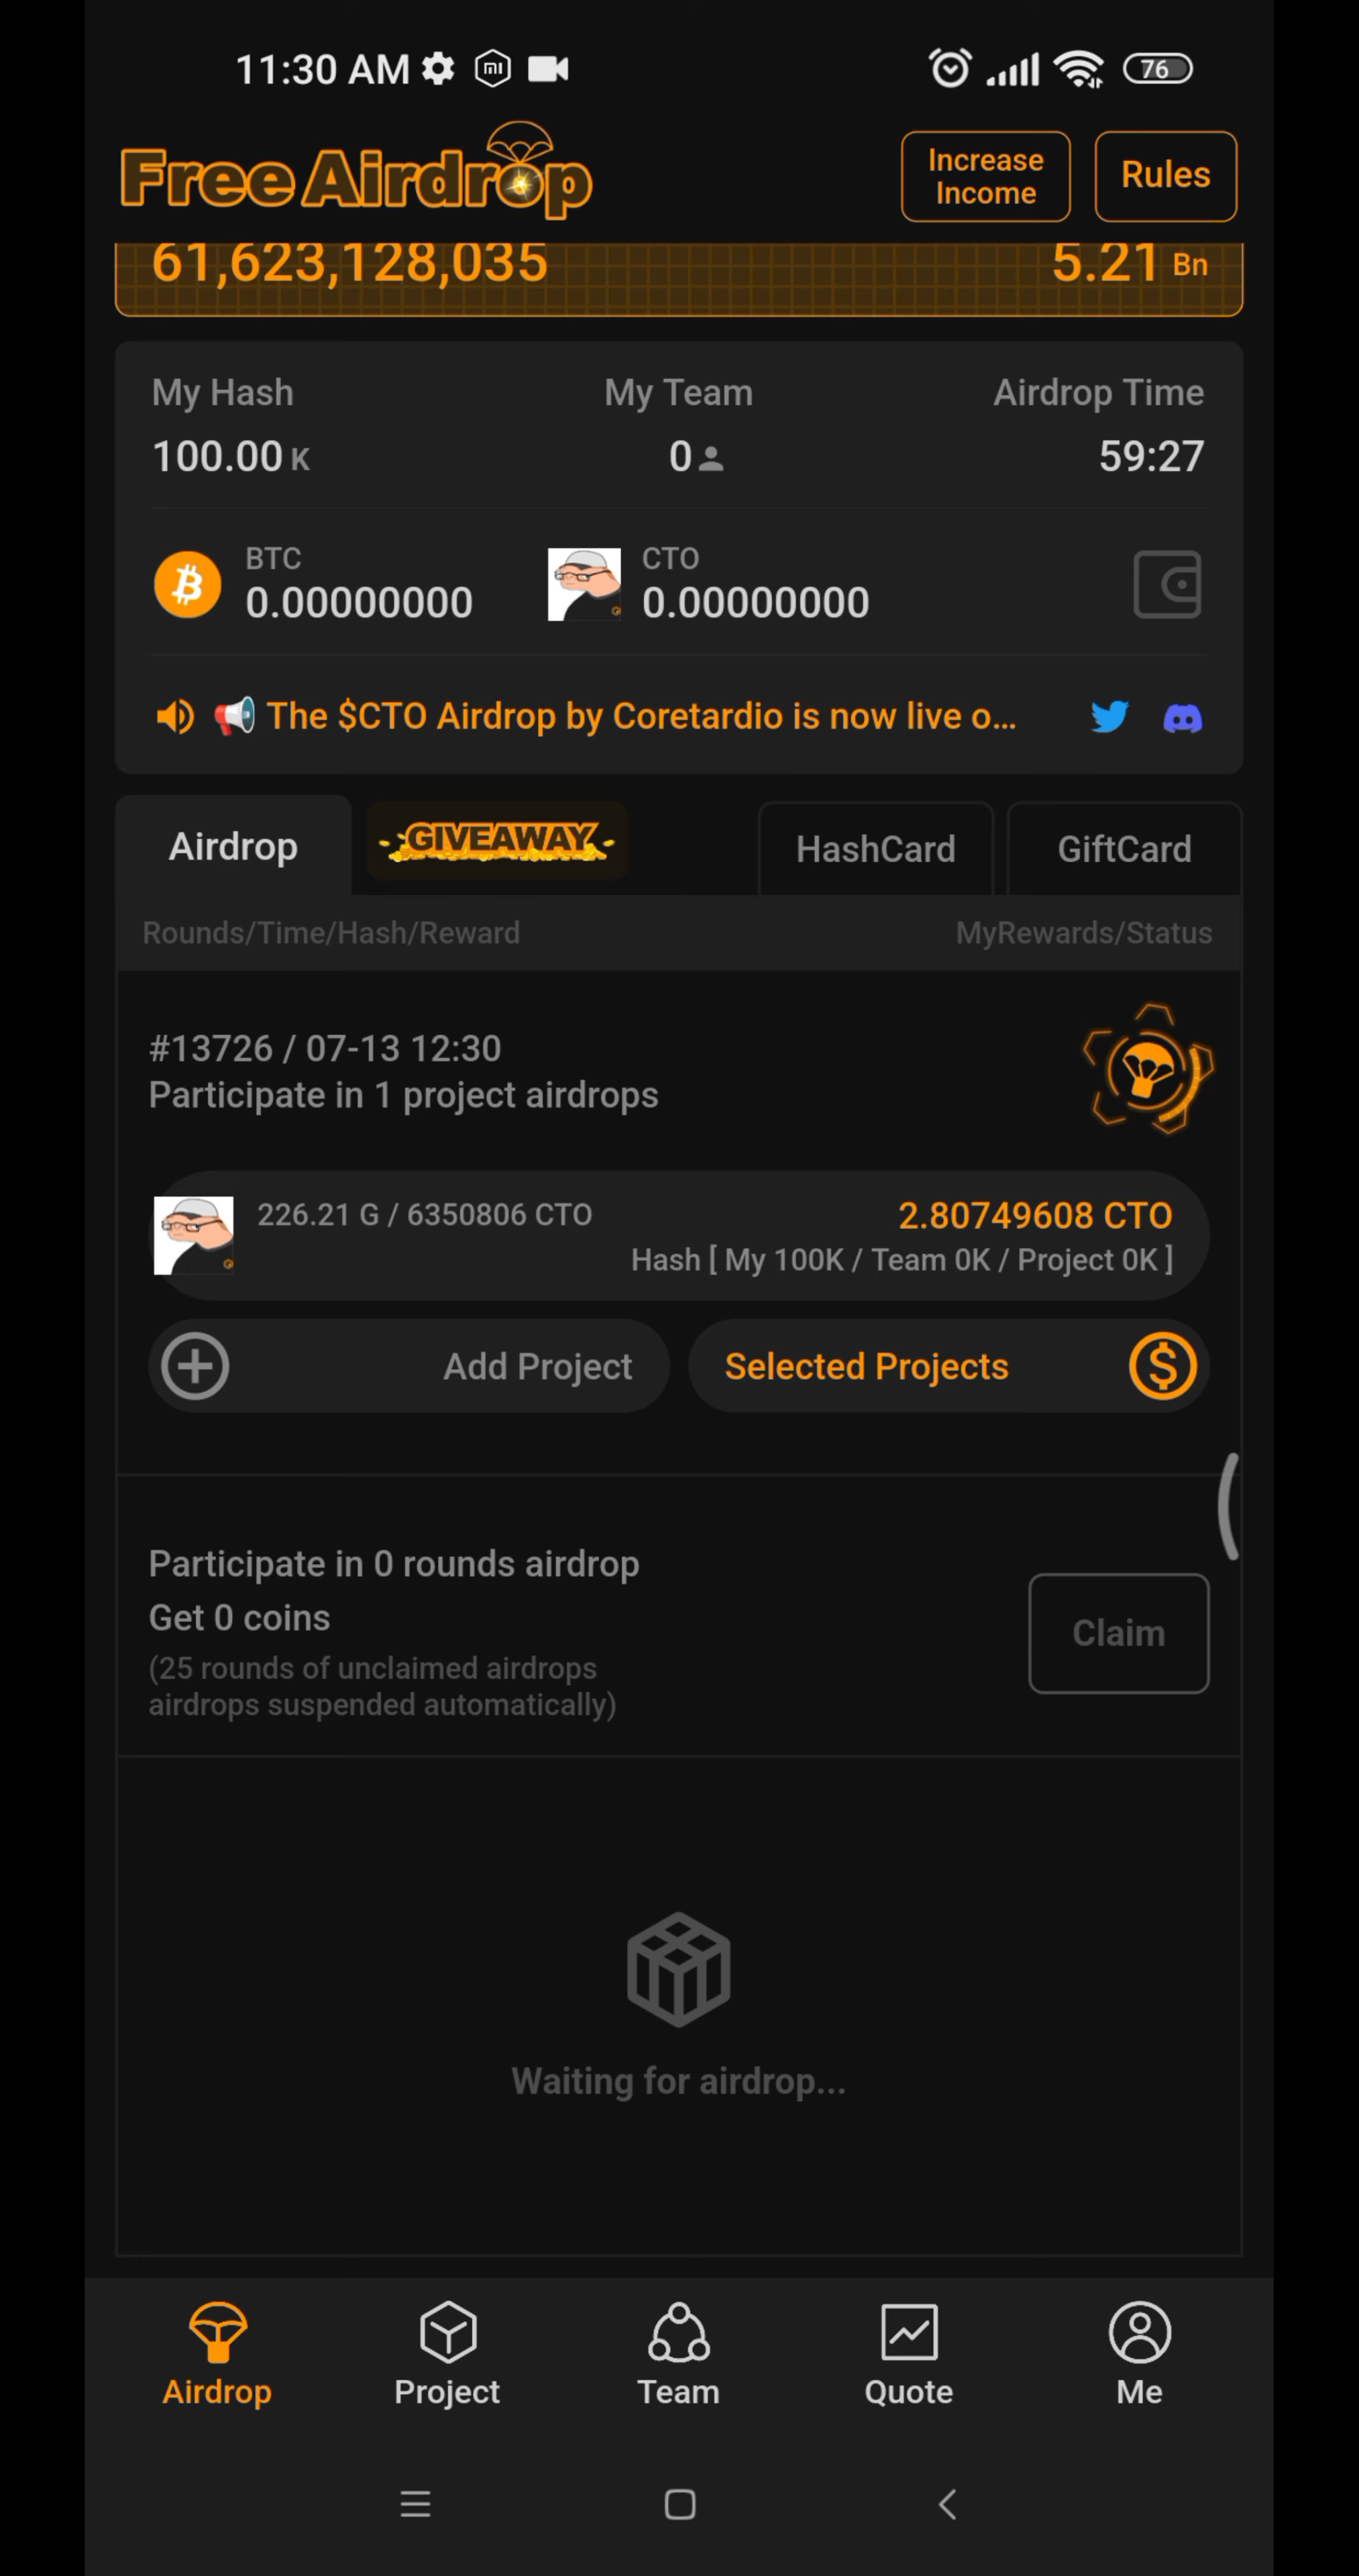 11:30 AM
76
Free Airdrop
Increase
Income
Rules
61,623,128,035
5.21 Bn
My Hash
My Team
Airdrop Time
100.00 K
0
59:27
BTC
0.00000000
CTO
0.00000000
The $CTO Airdrop by Coretardio is now live o...
Airdrop
GIVEAWAY
HashCard
GiftCard
Rounds/Time/Hash/Reward
MyRewards/Status
#13726 / 07-13 12:30
Participate in 1 project airdrops
226.21 G / 6350806 CTO
2.80749608 CTO
Hash [ My 100K / Team 0K / Project 0K ]
Add Project
Selected Projects
Participate in 0 rounds airdrop
Get 0 coins
(25 rounds of unclaimed airdrops
airdrops suspended automatically)
Claim
Waiting for airdrop...
Airdrop
Project
Team
Quote
Me